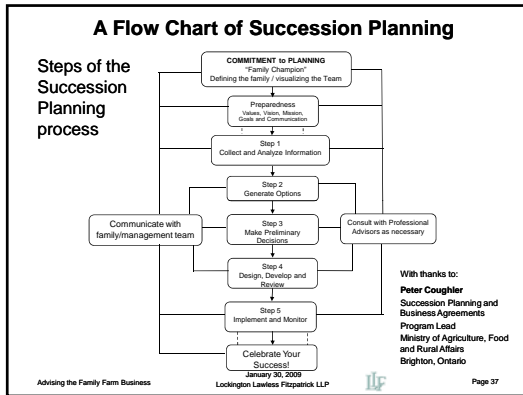 A Flow Chart of Succession Planning
Steps of the
Succession
Planning
process
COMMITMENT to PLANNING
"Family Champion"
Defining the family / visualizing the Team
Preparedness
Values, Vision, Mission,
Goals and Communication
Step 1
Collect and Analyze Information
Step 2
Generate Options
Communicate with
family/management team
Step 3
Make Preliminary
Decisions
Consult with Professional
Advisors as necessary
Step 4
Design, Develop and
Review
Step 5
Implement and Monitor
Celebrate Your
Success!
With thanks to:
Peter Coughler
Succession Planning and
Business Agreements
Program Lead
Ministry of Agriculture, Food
and Rural Affairs
Brighton, Ontario
January 30, 2009
Advising the Family Farm Business
Lockington Lawless Fitzpatrick LLP
LLF
Page 37